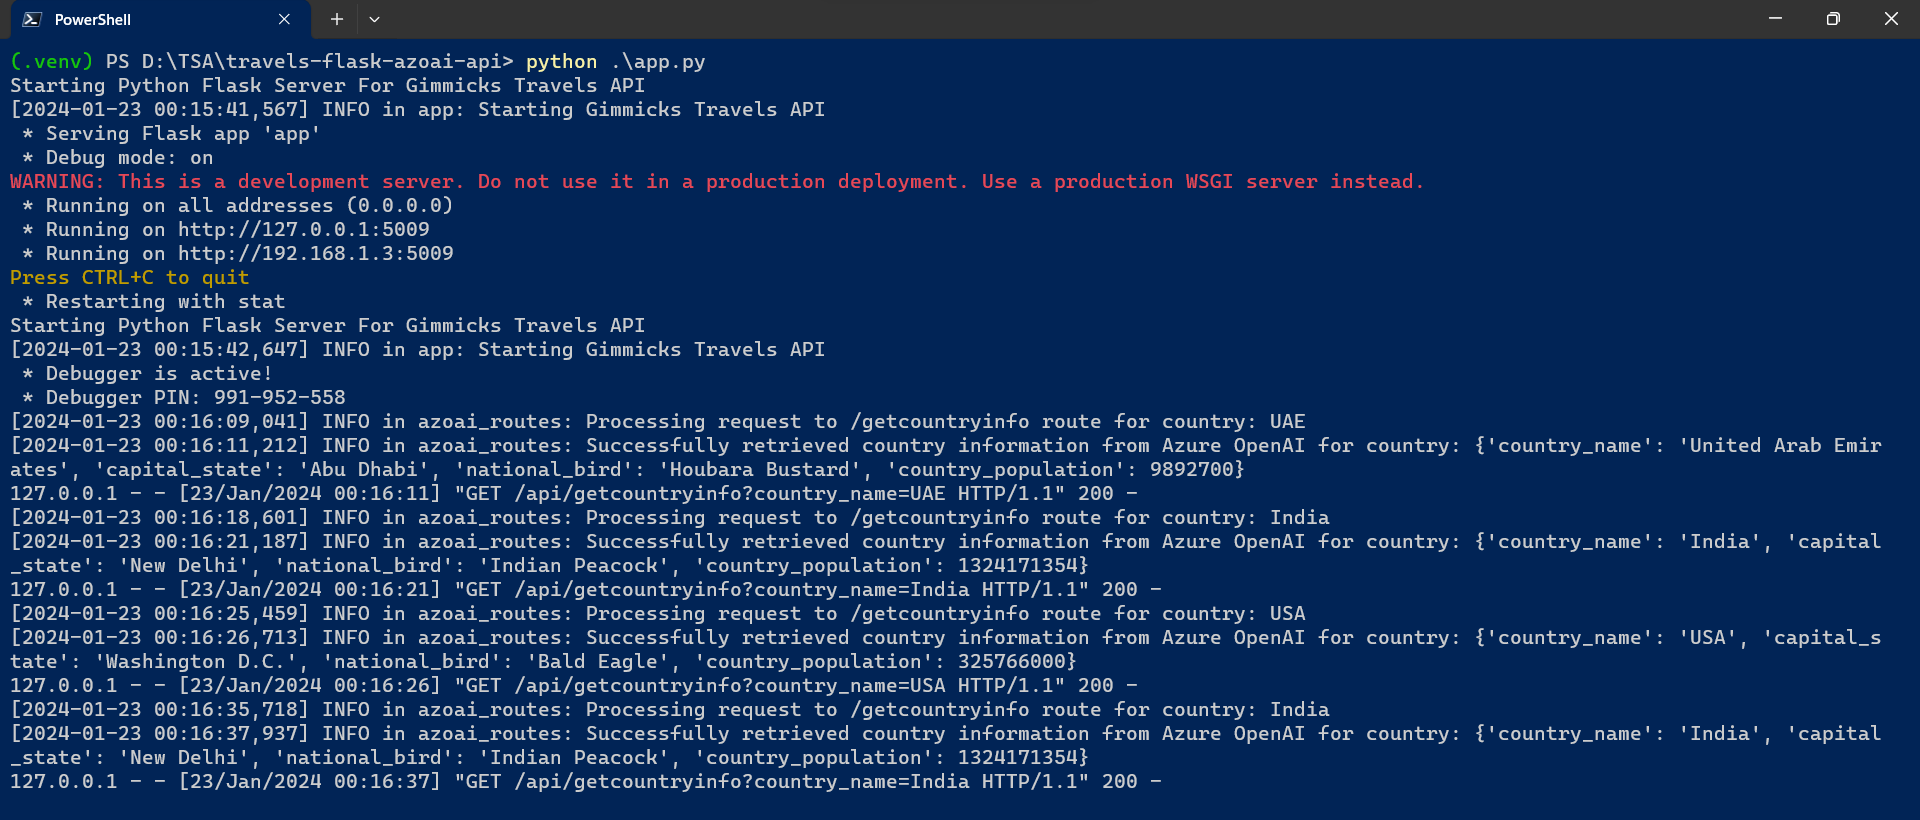 PowerShell
(.venv) PS D:\TSA\travels-flask-azoai-api> python .\app.py
Starting Python Flask Server For Gimmicks Travels API
[2024-01-23 00:15:41,567] INFO in app: Starting Gimmicks Travels API
 * Serving Flask app 'app'
 * Debug mode: on
WARNING: This is a development server. Do not use it in a production deployment. Use a production WSGI server instead.
 * Running on all addresses (0.0.0.0)
 * Running on http://127.0.0.1:5009
 * Running on http://192.168.1.3:5009
Press CTRL+C to quit
 * Restarting with stat
Starting Python Flask Server For Gimmicks Travels API
[2024-01-23 00:15:42,647] INFO in app: Starting Gimmicks Travels API
 * Debugger is active!
 * Debugger PIN: 991-952-558
[2024-01-23 00:16:09,041] INFO in azoai_routes: Processing request to /getcountryinfo route for country: UAE
[2024-01-23 00:16:11,212] INFO in azoai_routes: Successfully retrieved country information from Azure OpenAI for country: {'country_name': 'United Arab Emir
ates', 'capital_state': 'Abu Dhabi', 'national_bird': 'Houbara Bustard', 'country_population': 9892700}
127.0.0.1 - - [23/Jan/2024 00:16:11] "GET /api/getcountryinfo?country_name=UAE HTTP/1.1" 200 -
[2024-01-23 00:16:18,601] INFO in azoai_routes: Processing request to /getcountryinfo route for country: India
[2024-01-23 00:16:21,187] INFO in azoai_routes: Successfully retrieved country information from Azure OpenAI for country: {'country_name': 'India', 'capital
_state': 'New Delhi', 'national_bird': 'Indian Peacock', 'country_population': 1324171354}
127.0.0.1 - - [23/Jan/2024 00:16:21] "GET /api/getcountryinfo?country_name=India HTTP/1.1" 200 -
[2024-01-23 00:16:25,459] INFO in azoai_routes: Processing request to /getcountryinfo route for country: USA
[2024-01-23 00:16:26,713] INFO in azoai_routes: Successfully retrieved country information from Azure OpenAI for country: {'country_name': 'USA', 'capital_s
tate': 'Washington D.C.', 'national_bird': 'Bald Eagle', 'country_population': 325766000}
127.0.0.1 - - [23/Jan/2024 00:16:26] "GET /api/getcountryinfo?country_name=USA HTTP/1.1" 200 -
[2024-01-23 00:16:35,718] INFO in azoai_routes: Processing request to /getcountryinfo route for country: India
[2024-01-23 00:16:37,937] INFO in azoai_routes: Successfully retrieved country information from Azure OpenAI for country: {'country_name': 'India', 'capital
_state': 'New Delhi', 'national_bird': 'Indian Peacock', 'country_population': 1324171354}
127.0.0.1 - - [23/Jan/2024 00:16:37] "GET /api/getcountryinfo?country_name=India HTTP/1.1" 200 -